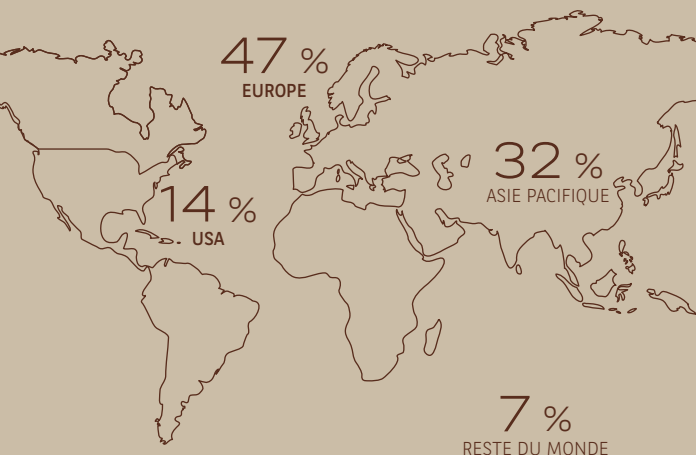 47 %
EUROPE
32 %
ASIE PACIFIQUE
14 %
USA
7 %
RESTE DU MONDE